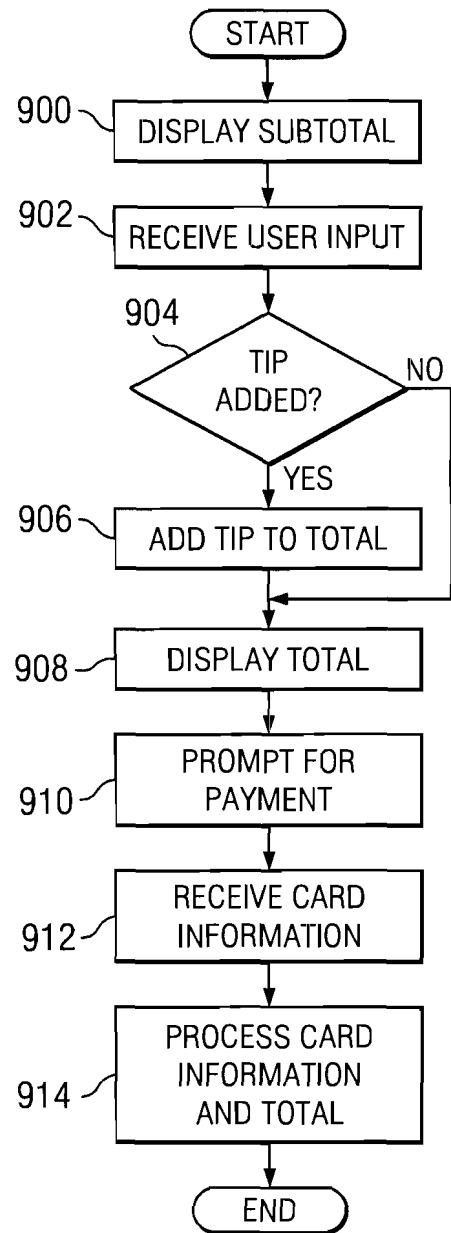 START
900
DISPLAY SUBTOTAL
902
RECEIVE USER INPUT
904
TIP
ADDED?
NO
YES
906
ADD TIP TO TOTAL
908
DISPLAY TOTAL
910
PROMPT FOR
PAYMENT
912
RECEIVE CARD
INFORMATION
914
PROCESS CARD
INFORMATION
AND TOTAL
END